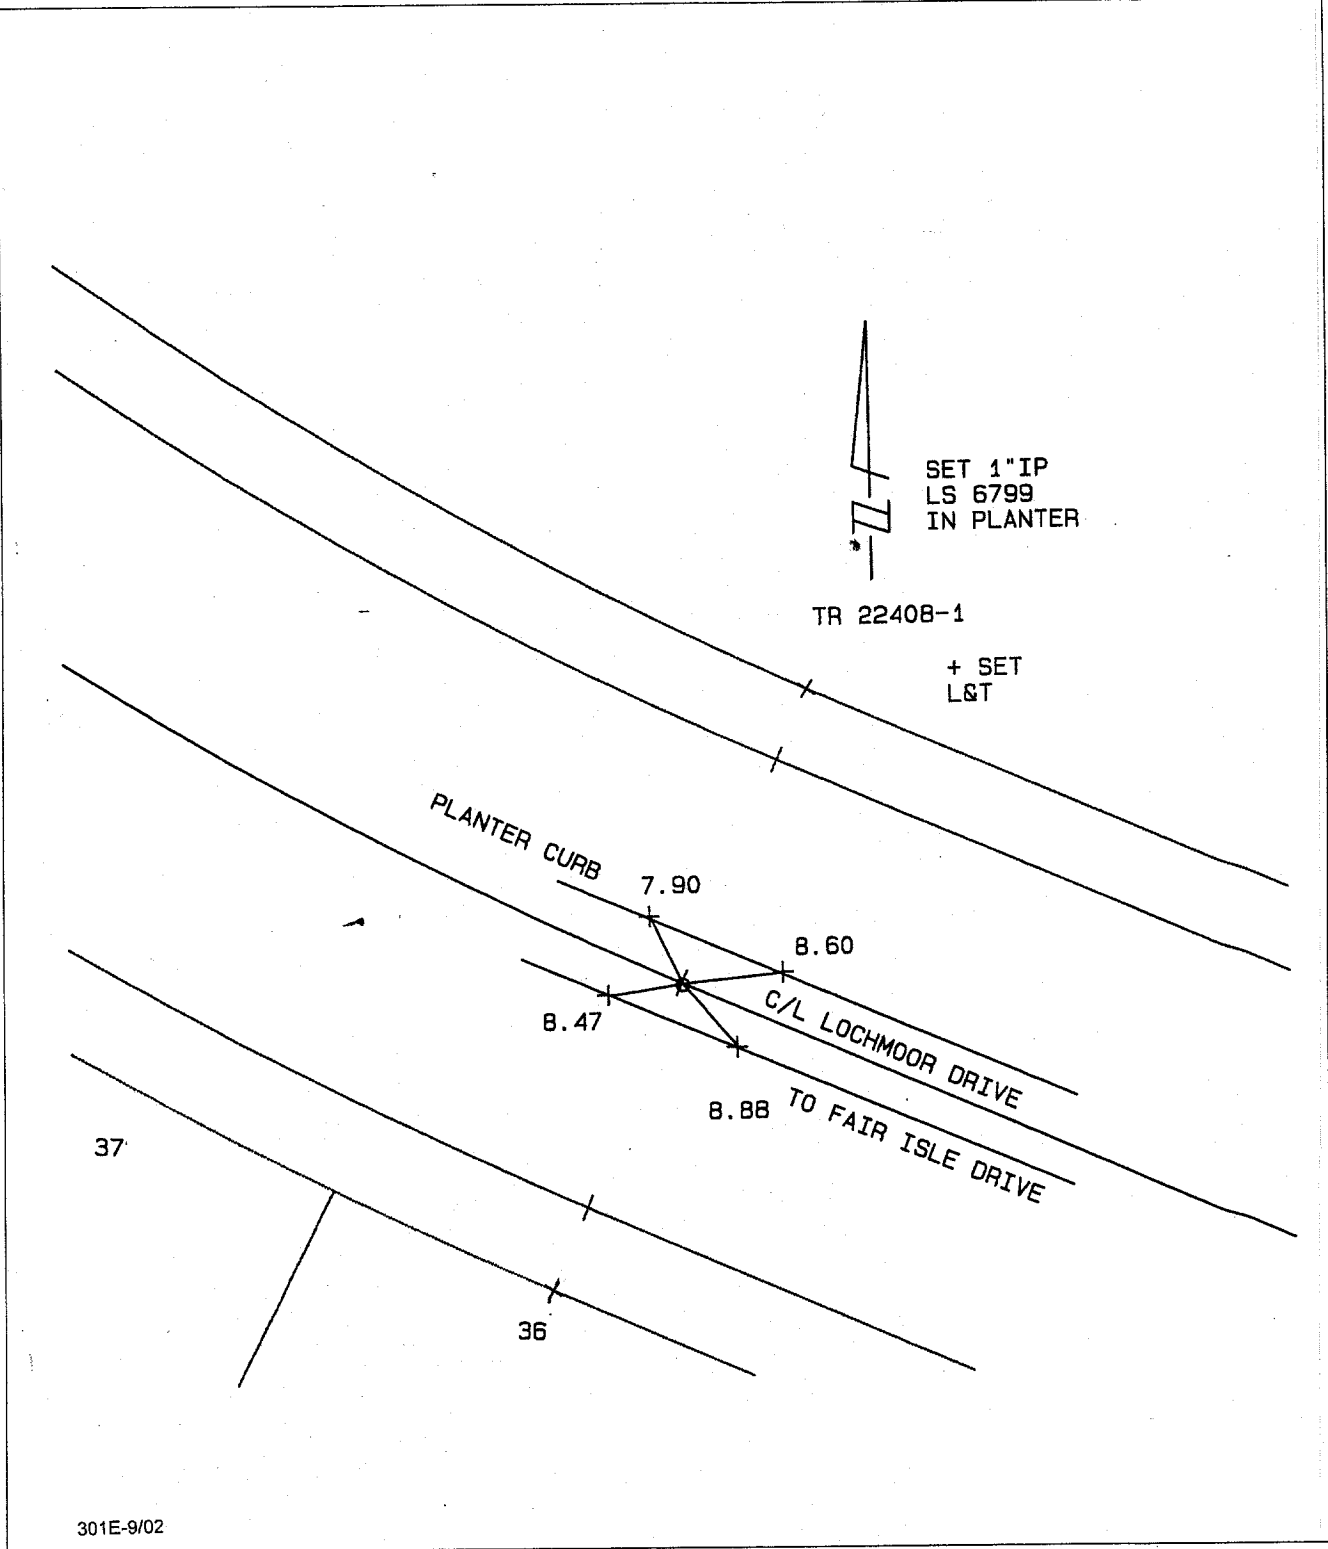 SET 1"IP
LS 6799
IN PLANTER
TR 22408-1
+ SET
L&T
PLANTER CURB
7.90
8.60
8.47
C/L LOCHMOOR DRIVE
8.88
TO FAIR ISLE DRIVE
37
36
301E-9/02